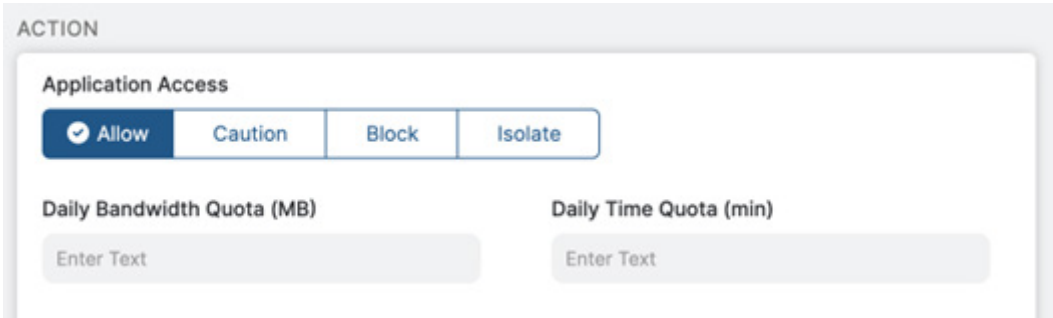 ACTION
Application Access
Allow Caution Block Isolate
Daily Bandwidth Quota (MB) Daily Time Quota (min)
Enter Text Enter Text